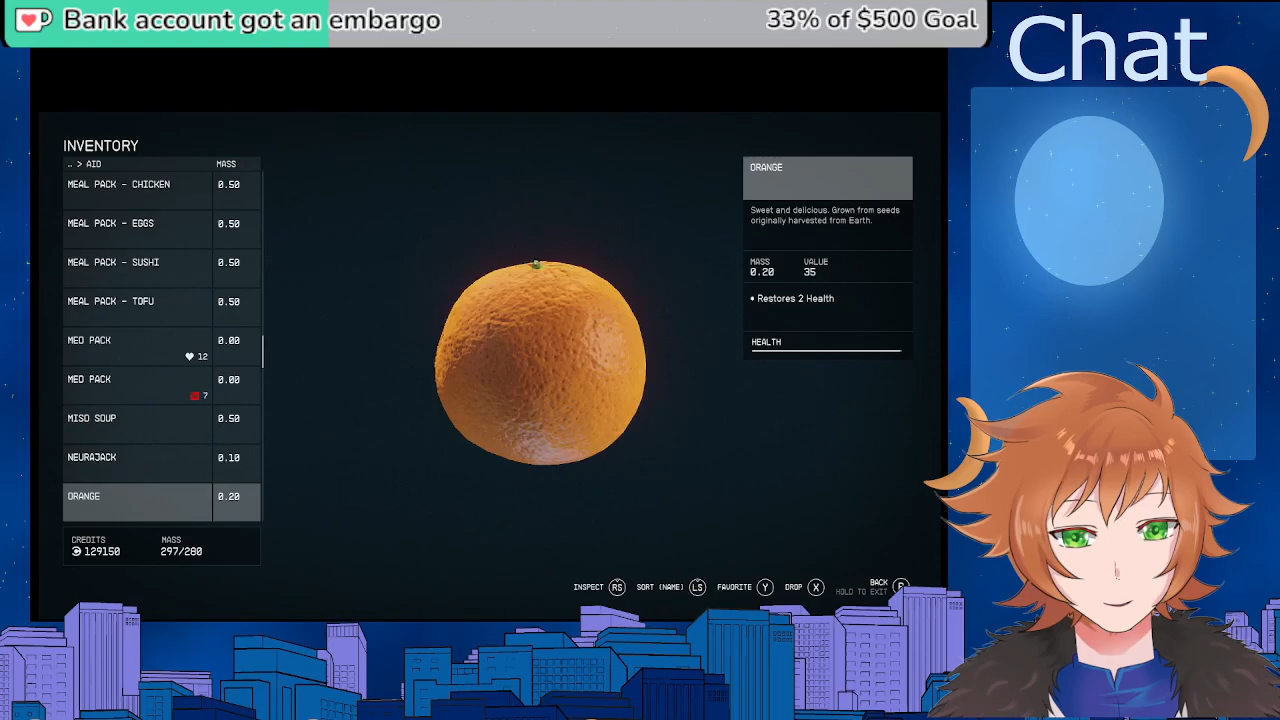 Bank account got an embargo
33% of $500 Goal
Chat
INVENTORY
.. > AID MASS
MEAL PACK - CHICKEN 0.50
MEAL PACK - EGGS 0.50
MEAL PACK - SUSHI 0.50
MEAL PACK - TOFU 0.50
MED PACK 0.00
12
MED PACK 0.00
7
MISO SOUP 0.50
NEURAJACK 0.10
ORANGE 0.20
CREDITS MASS
129150 297/280
ORANGE
Sweet and delicious. Grown from seeds
originally harvested from Earth.
MASS VALUE
0.20 35
• Restores 2 Health
HEALTH
INSPECT RS SORT (NAME) LS FAVORITE Y DROP X BACK
HOLD TO EXIT